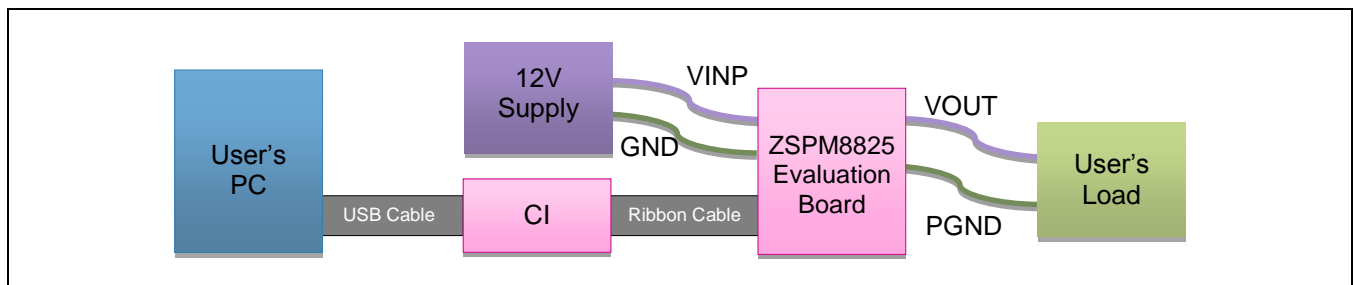 User's
PC
USB Cable
12V
Supply
VINP
GND
CI
Ribbon Cable
ZSPM8825
Evaluation
Board
VOUT
PGND
User's
Load